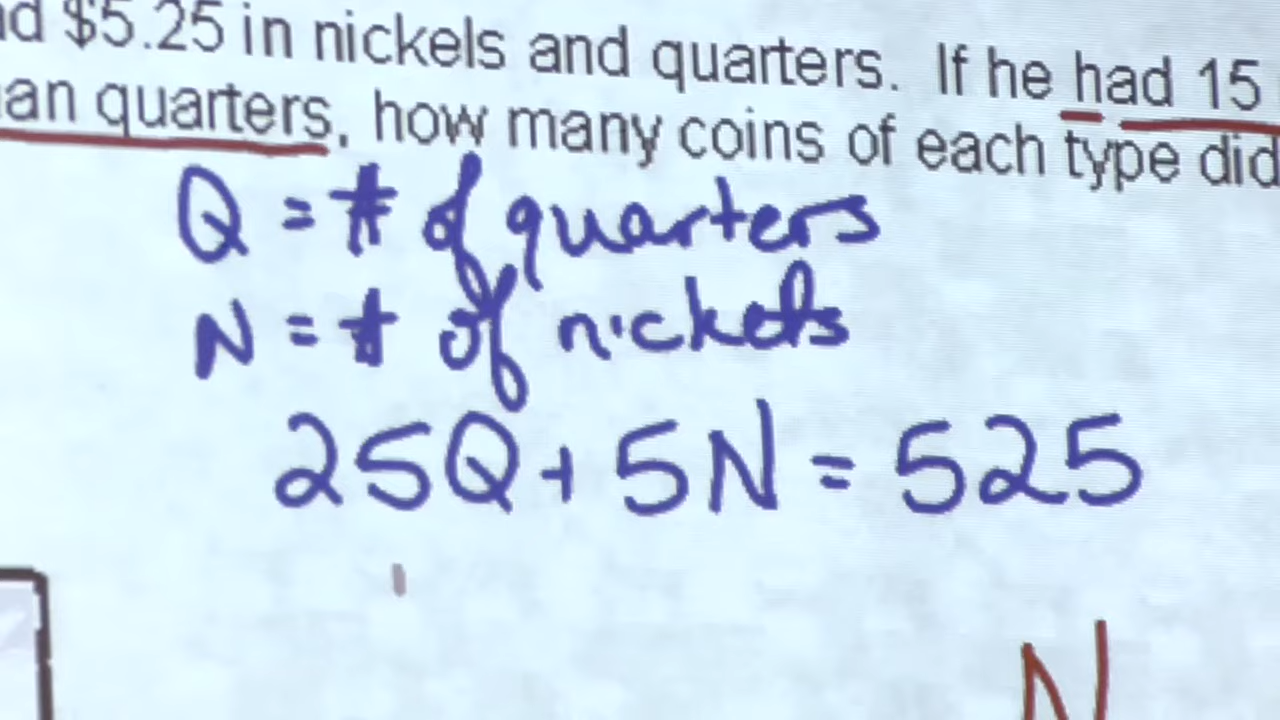 $5.25 in nickels and quarters. If he had 15
quarters, how many coins of each type did
Q = # of quarters
N = # of nickels
25Q + 5N = 525
N